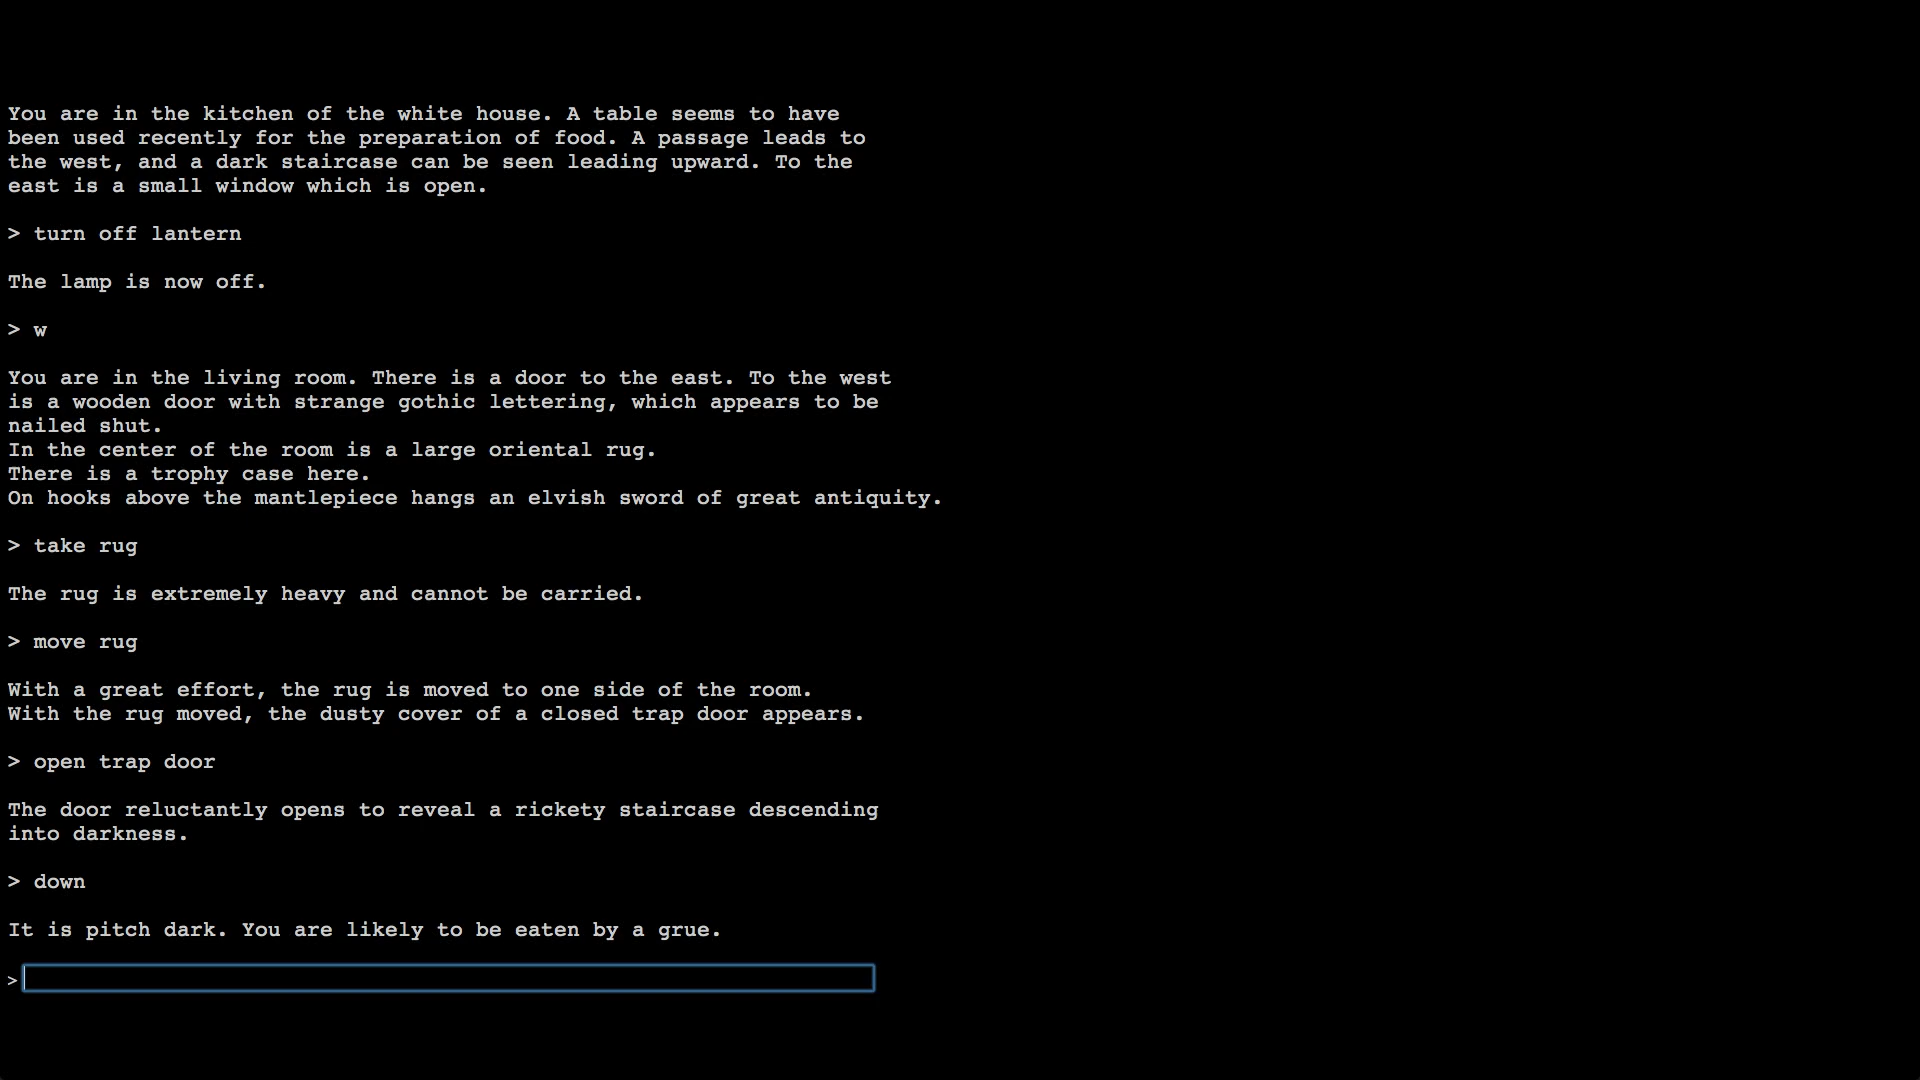 You are in the kitchen of the white house. A table seems to have
been used recently for the preparation of food. A passage leads to
the west, and a dark staircase can be seen leading upward. To the
east is a small window which is open.
> turn off lantern
The lamp is now off.
> w
You are in the living room. There is a door to the east. To the west
is a wooden door with strange gothic lettering, which appears to be
nailed shut.
In the center of the room is a large oriental rug.
There is a trophy case here.
On hooks above the mantlepiece hangs an elvish sword of great antiquity.
> take rug
The rug is extremely heavy and cannot be carried.
> move rug
With a great effort, the rug is moved to one side of the room.
With the rug moved, the dusty cover of a closed trap door appears.
> open trap door
The door reluctantly opens to reveal a rickety staircase descending
into darkness.
> down
It is pitch dark. You are likely to be eaten by a grue.
>